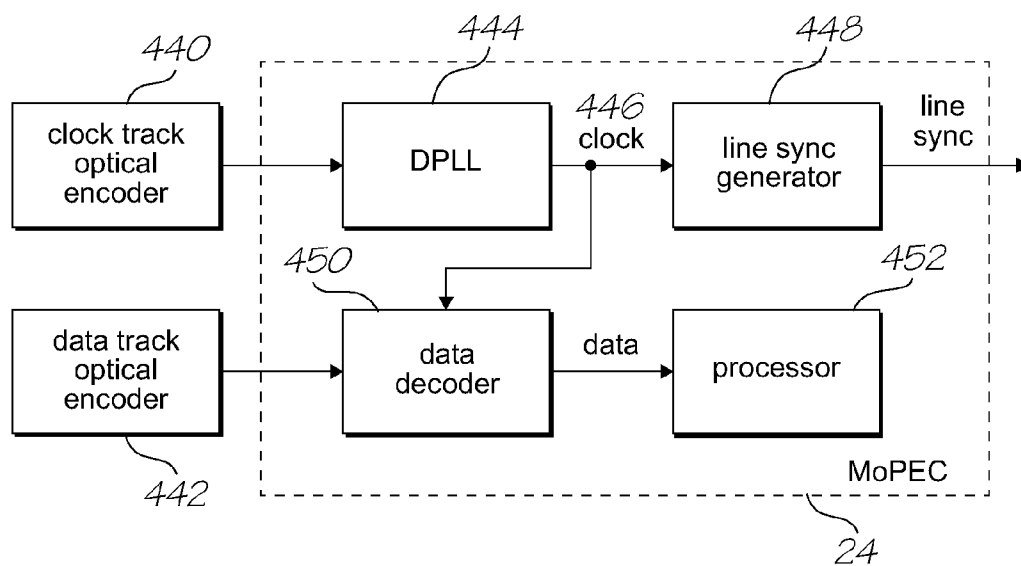 440
444
448
clock track
optical
encoder
DPLL
446
clock
line sync
generator
line
sync
450
452
data track
optical
encoder
data
decoder
data
processor
442
MoPEC
24